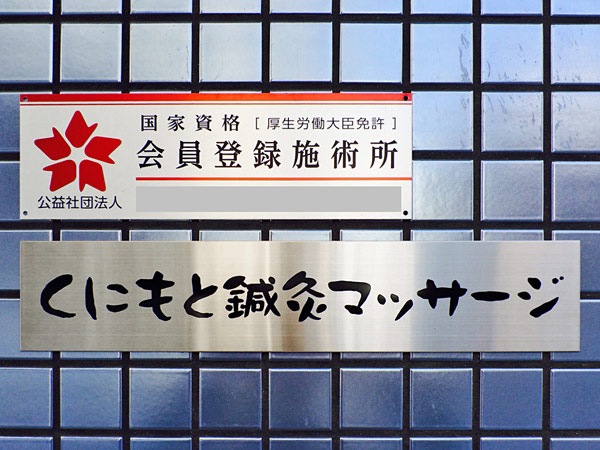 国家資格 [ 厚生労働大臣免許 ]
会員登録施術所
公益社団法人
くにもと鍼灸マッサージ